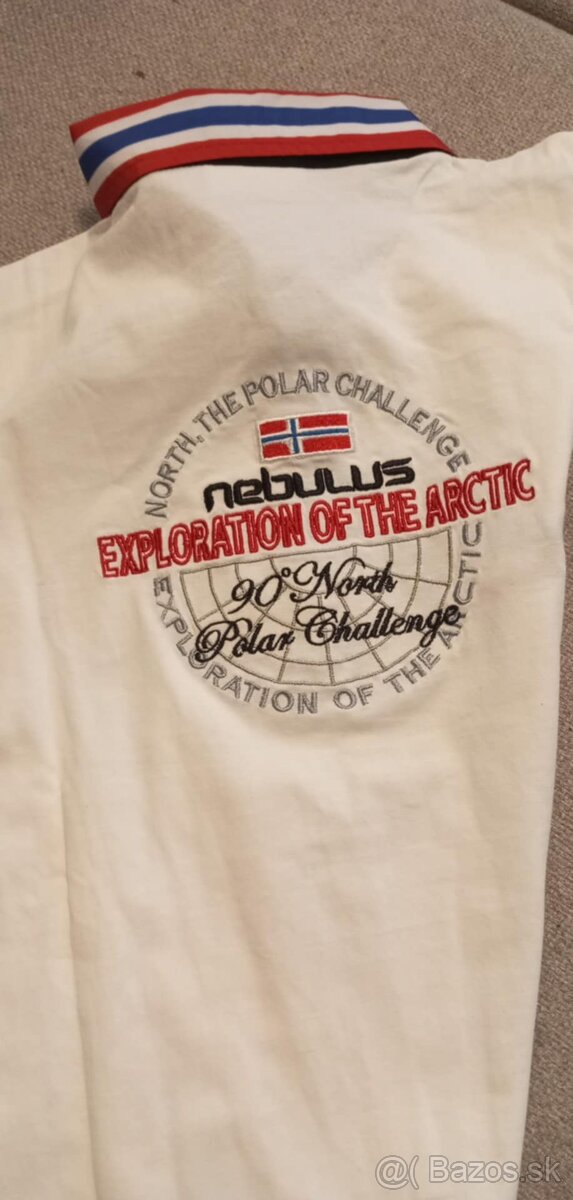 NORTH, THE POLAR CHALLENGE
nebulus
EXPLORATION OF THE ARCTIC
90° North
Polar Challenge
EXPLORATION OF THE ARCTIC
@( Bazos.sk